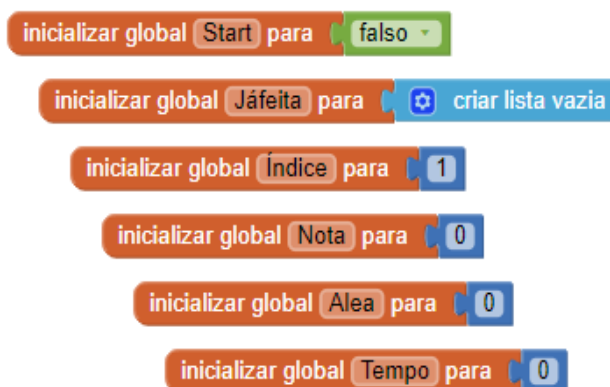 inicializar global Start para falso
inicializar global Jáfeita para criar lista vazia
inicializar global Índice para 1
inicializar global Nota para 0
inicializar global Alea para 0
inicializar global Tempo para 0